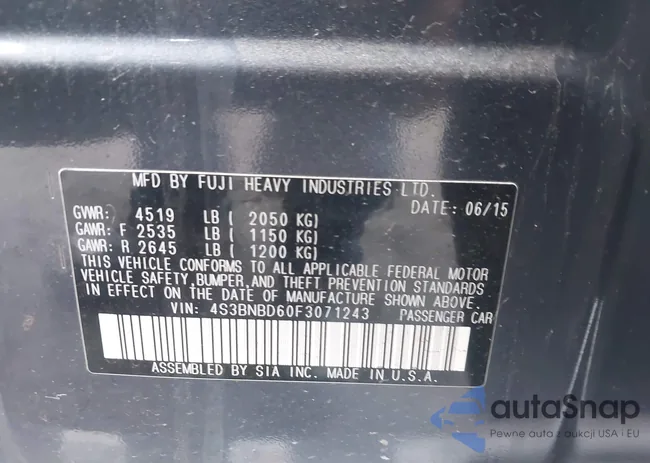 MFD BY FUJI HEAVY INDUSTRIES LTD.
DATE: 06/15
GVWR: 4519 LB ( 2050 KG)
GAWR: F 2535 LB ( 1150 KG)
GAWR: R 2645 LB ( 1200 KG)
THIS VEHICLE CONFORMS TO ALL APPLICABLE FEDERAL MOTOR
VEHICLE SAFETY, BUMPER, AND THEFT PREVENTION STANDARDS
IN EFFECT ON THE DATE OF MANUFACTURE SHOWN ABOVE.
VIN: 4S3BNBD60F3071243 PASSENGER CAR
ASSEMBLED BY SIA INC. MADE IN U.S.A.
autaSnap
Pewne auta z aukcji USA i EU